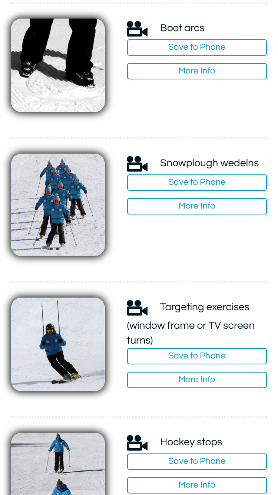 Boot arcs
Save to Phone
More Info
Snowplough wedelns
Save to Phone
More Info
Targeting exercises
(window frame or TV screen
turns)
Save to Phone
More Info
Hockey stops
Save to Phone
More Info